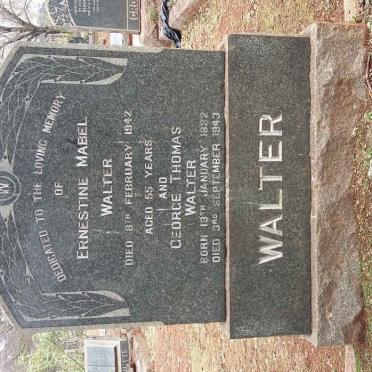 DEDICATED TO THE LOVING MEMORY
OF
ERNESTINE MABEL
WALTER
DIED 8TH FEBRUARY 1942
AGED 55 YEARS
AND
GEORGE THOMAS
WALTER
BORN 13TH JANUARY 1882
DIED 3RD SEPTEMBER 1943
WALTER